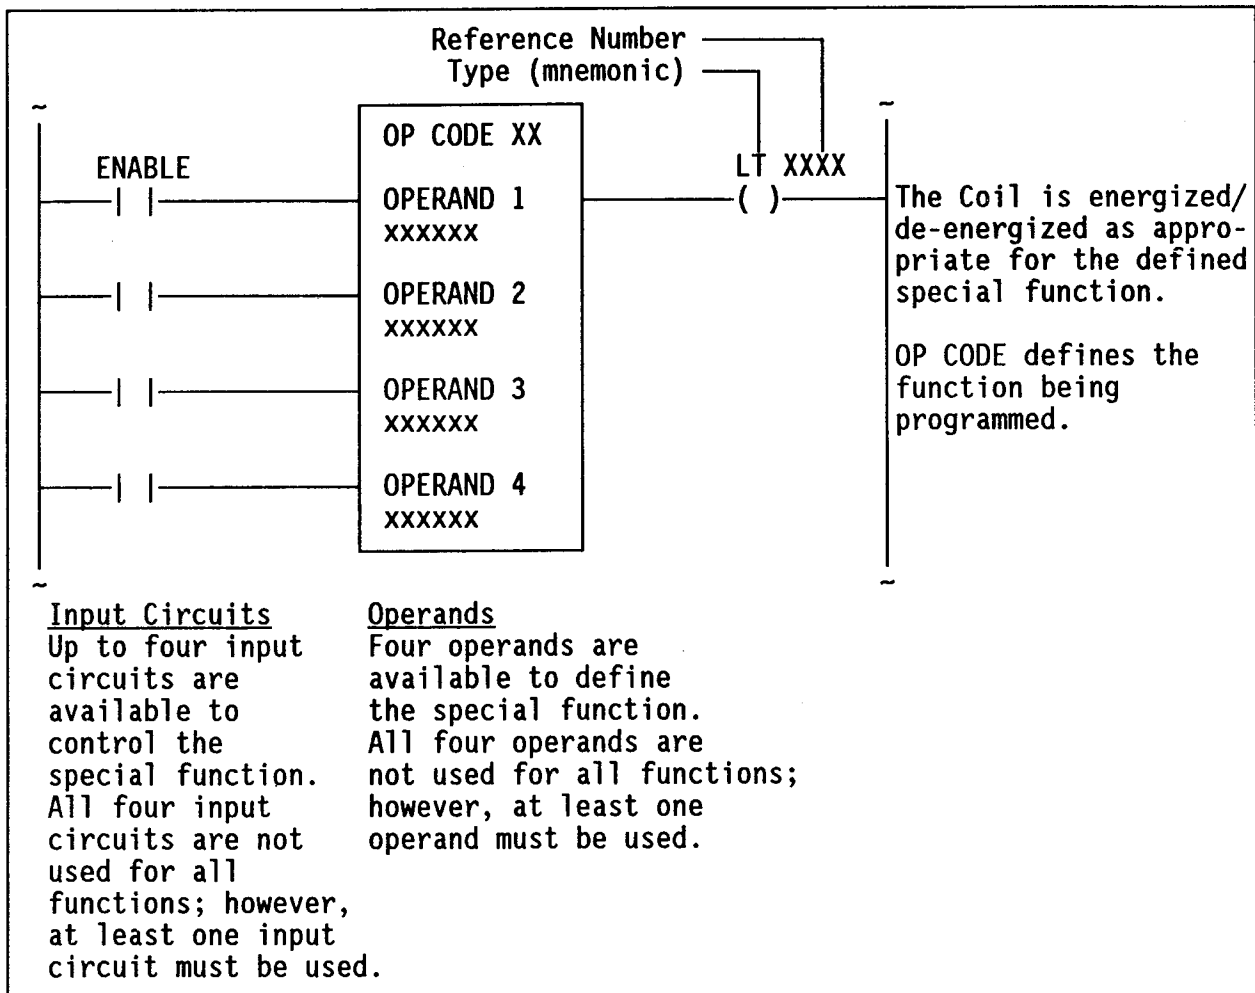 Reference Number
Type (mnemonic)
OP CODE XX
ENABLE
LT XXXX
OPERAND 1
XXXXXX
( )
The Coil is energized/
de-energized as appro-
priate for the defined
special function.
OPERAND 2
XXXXXX
OP CODE defines the
function being
programmed.
OPERAND 3
XXXXXX
OPERAND 4
XXXXXX
Input Circuits
Up to four input
circuits are
available to
control the
special function.
All four input
circuits are not
used for all
functions; however,
at least one input
circuit must be used.
Operands
Four operands are
available to define
the special function.
All four operands are
not used for all functions;
however, at least one
operand must be used.